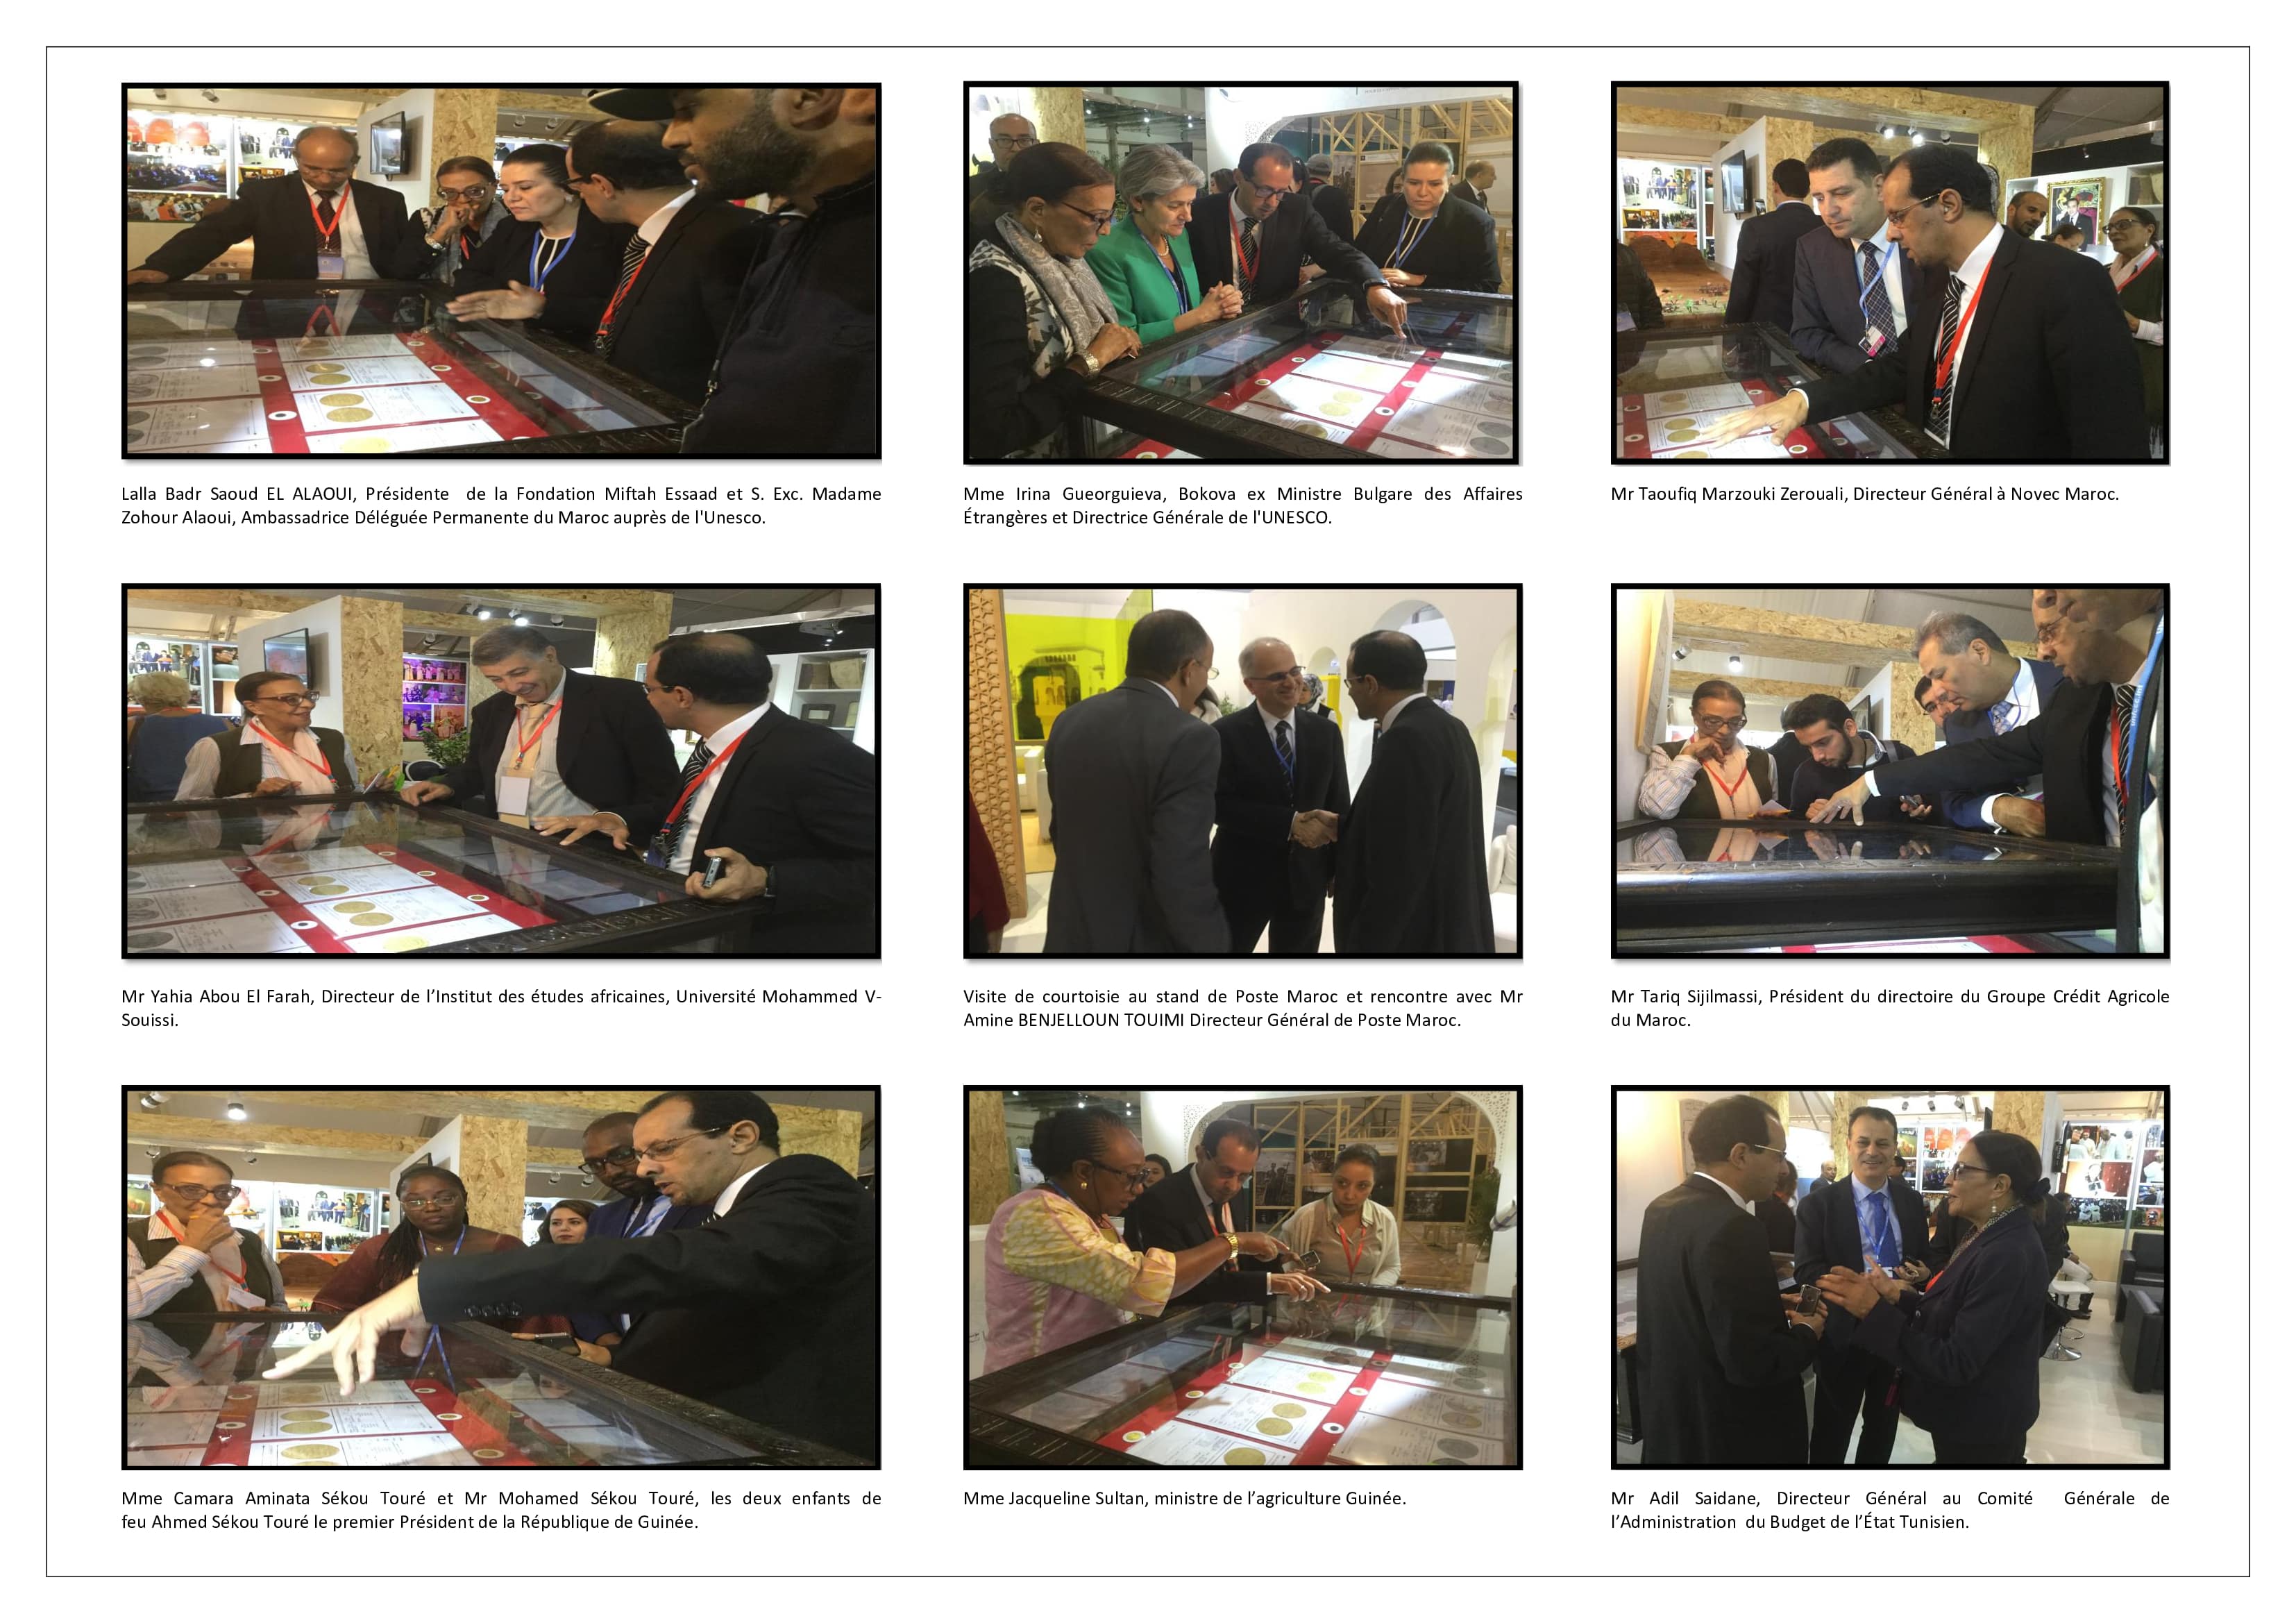 Lalla Badr Saoud EL ALAOUI, Présidente de la Fondation Miftah Essaad et S. Exc. Madame
Zohour Alaoui, Ambassadrice Déléguée Permanente du Maroc auprès de l'Unesco.
Mme Irina Gueorguieva, Bokova ex Ministre Bulgare des Affaires
Étrangères et Directrice Générale de l'UNESCO.
Mr Taoufiq Marzouki Zerouali, Directeur Général à Novec Maroc.
Mr Yahia Abou El Farah, Directeur de l’Institut des études africaines, Université Mohammed V-
Souissi.
Visite de courtoisie au stand de Poste Maroc et rencontre avec Mr
Amine BENJELLOUN TOUIMI Directeur Général de Poste Maroc.
Mr Tariq Sijilmassi, Président du directoire du Groupe Crédit Agricole
du Maroc.
Mme Camara Aminata Sékou Touré et Mr Mohamed Sékou Touré, les deux enfants de
feu Ahmed Sékou Touré le premier Président de la République de Guinée.
Mme Jacqueline Sultan, ministre de l’agriculture Guinée.
Mr Adil Saidane, Directeur Général au Comité Générale de
l’Administration du Budget de l’État Tunisien.